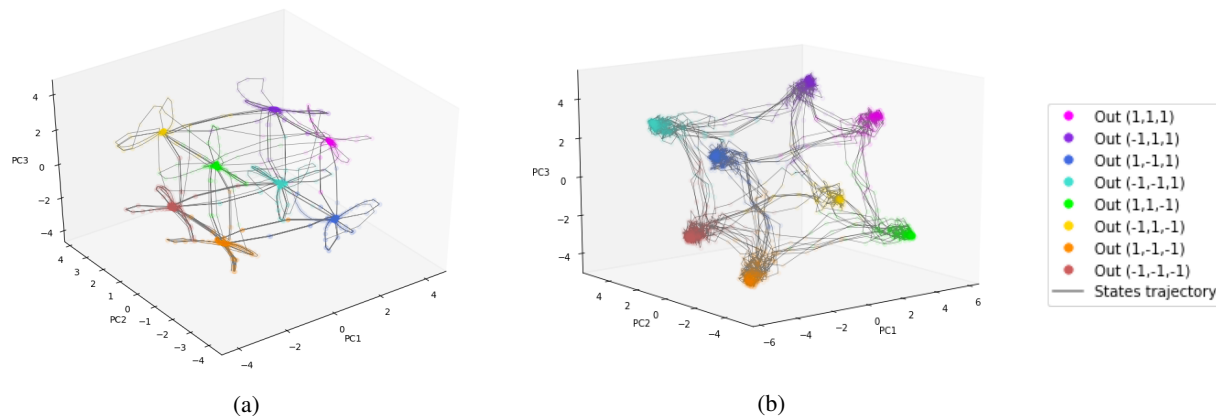 4
2
0
−2
−4
PC3
4
3
2
1
0
−1
−2
−3
−4
PC2
−4
−2
0
2
4
PC1
(a)
4
2
0
−2
−4
PC3
4
2
0
−2
−4
PC2
−6
−4
−2
0
2
4
6
PC1
(b)
Out (1,1,1)
Out (-1,1,1)
Out (1,-1,1)
Out (-1,-1,1)
Out (1,1,-1)
Out (-1,1,-1)
Out (1,-1,-1)
Out (-1,-1,-1)
States trajectory